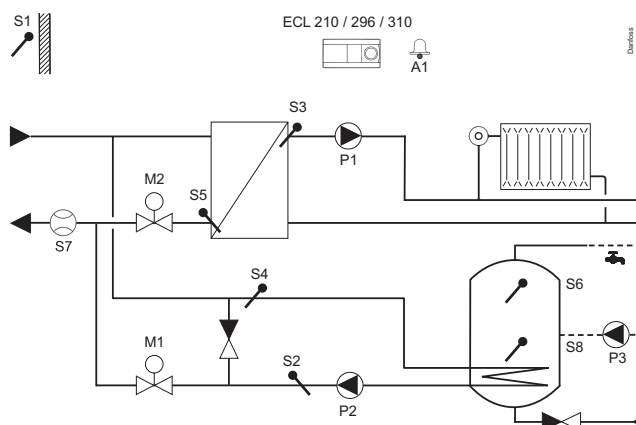 S1
ECL 210 / 296 / 310
A1
Danfoss
S3
P1
M2
S5
S7
S4
S6
M1
S2
P2
S8
P3